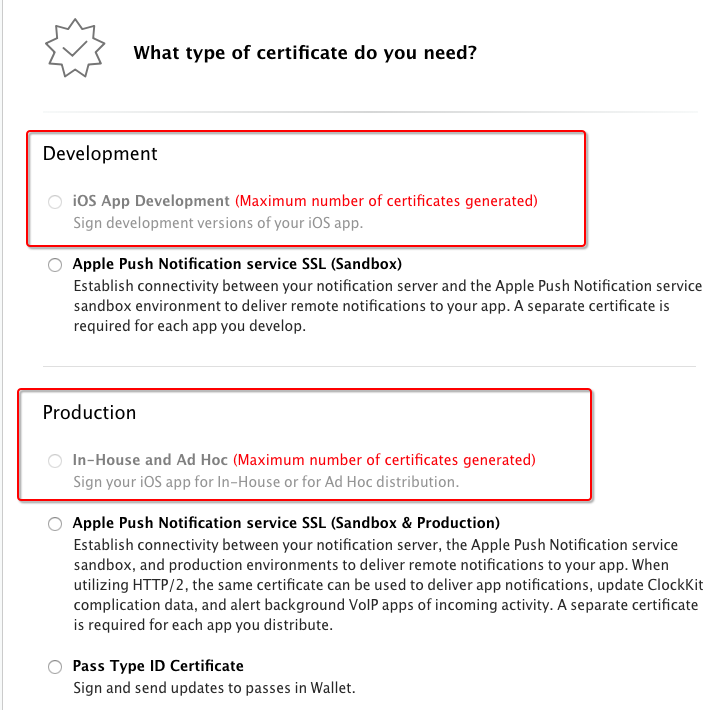 What type of certificate do you need?
Development
iOS App Development (Maximum number of certificates generated)
Sign development versions of your iOS app.
Apple Push Notification service SSL (Sandbox)
Establish connectivity between your notification server and the Apple Push Notification service
sandbox environment to deliver remote notifications to your app. A separate certificate is
required for each app you develop.
Production
In-House and Ad Hoc (Maximum number of certificates generated)
Sign your iOS app for In-House or for Ad Hoc distribution.
Apple Push Notification service SSL (Sandbox & Production)
Establish connectivity between your notification server, the Apple Push Notification service
sandbox, and production environments to deliver remote notifications to your app. When
utilizing HTTP/2, the same certificate can be used to deliver app notifications, update ClockKit
complication data, and alert background VoIP apps of incoming activity. A separate certificate
is required for each app you distribute.
Pass Type ID Certificate
Sign and send updates to passes in Wallet.